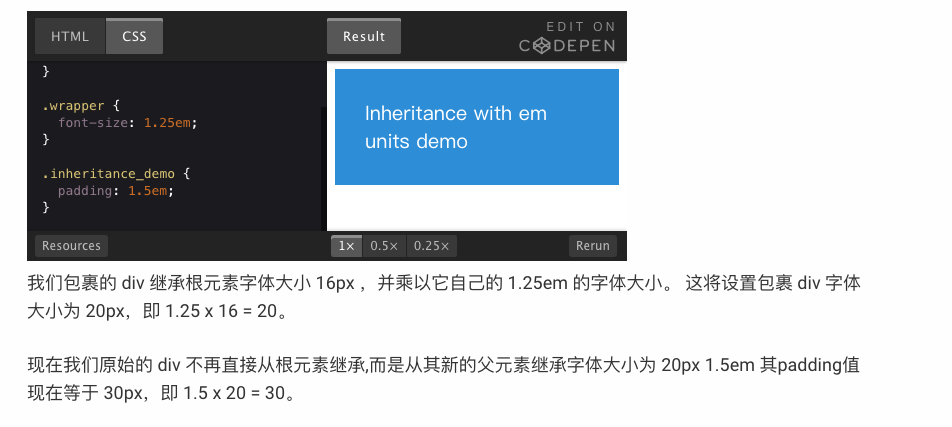 EDIT ON
HTML CSS Result CODEPEN
}
.wrapper {
font-size: 1.25em;
}
.inheritance_demo {
padding: 1.5em;
}
Inheritance with em
units demo
Resources 1× 0.5× 0.25× Rerun
我们包裹的 div 继承根元素字体大小 16px ，并乘以它自己的 1.25em 的字体大小。 这将设置包裹 div 字体
大小为 20px，即 1.25 x 16 = 20。
现在我们原始的 div 不再直接从根元素继承,而是从其新的父元素继承字体大小为 20px 1.5em 其padding值
现在等于 30px，即 1.5 x 20 = 30。